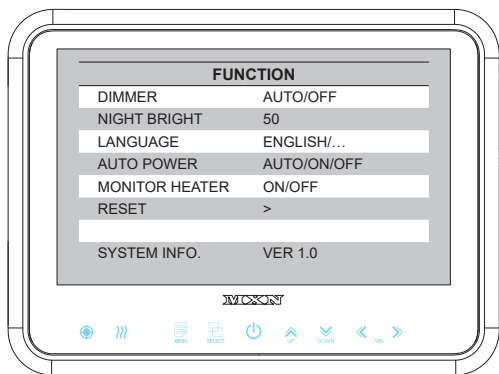 FUNCTION
DIMMER AUTO/OFF
NIGHT BRIGHT 50
LANGUAGE ENGLISH/...
AUTO POWER AUTO/ON/OFF
MONITOR HEATER ON/OFF
RESET >
SYSTEM INFO. VER 1.0
MXN
MENU SELECT UP DOWN VOL